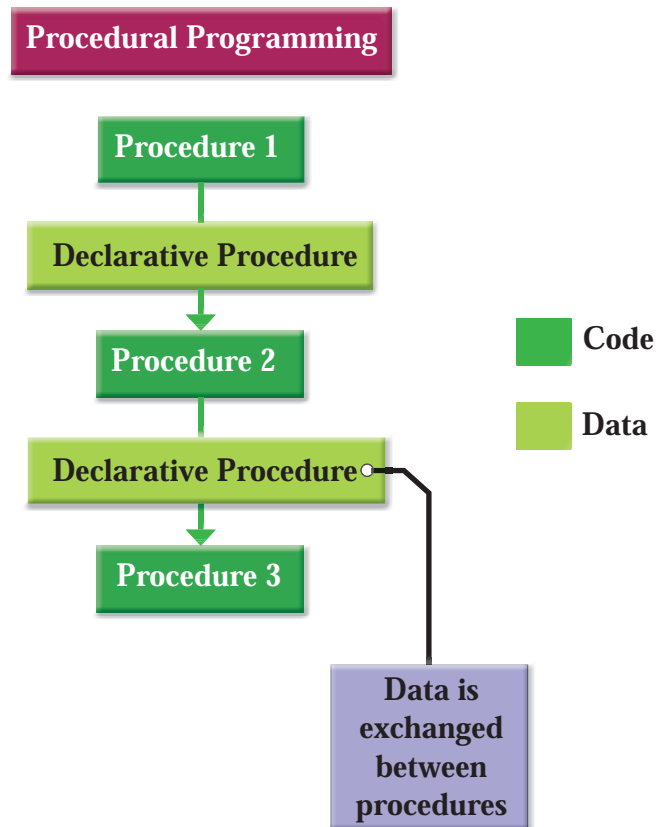 Procedural Programming
Procedure 1
Declarative Procedure
Procedure 2
Declarative Procedure
Procedure 3
Code
Data
Data is
exchanged
between
procedures